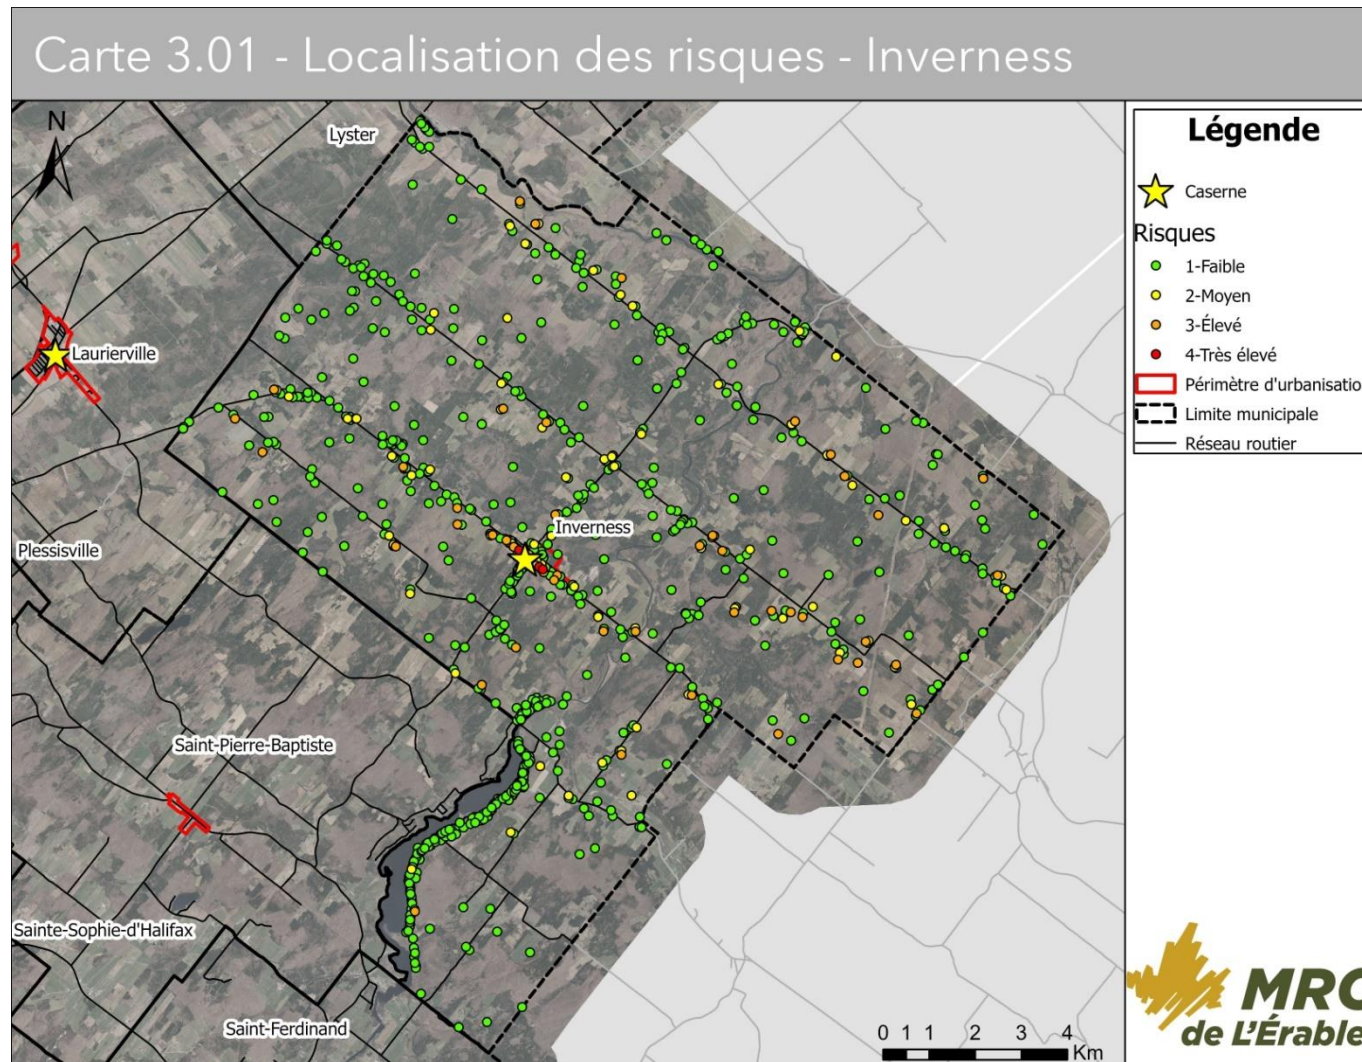 Carte 3.01 - Localisation des risques - Inverness
N
Lyster
Laurierville
Inverness
Plessisville
Saint-Pierre-Baptiste
Sainte-Sophie-d'Halifax
Saint-Ferdinand
Légende
Caserne
Risques
1-Faible
2-Moyen
3-Élevé
4-Très élevé
Périmètre d'urbanisatio
Limite municipale
Réseau routier
0 1 1 2 3 4
Km
MRC
de L'Érable